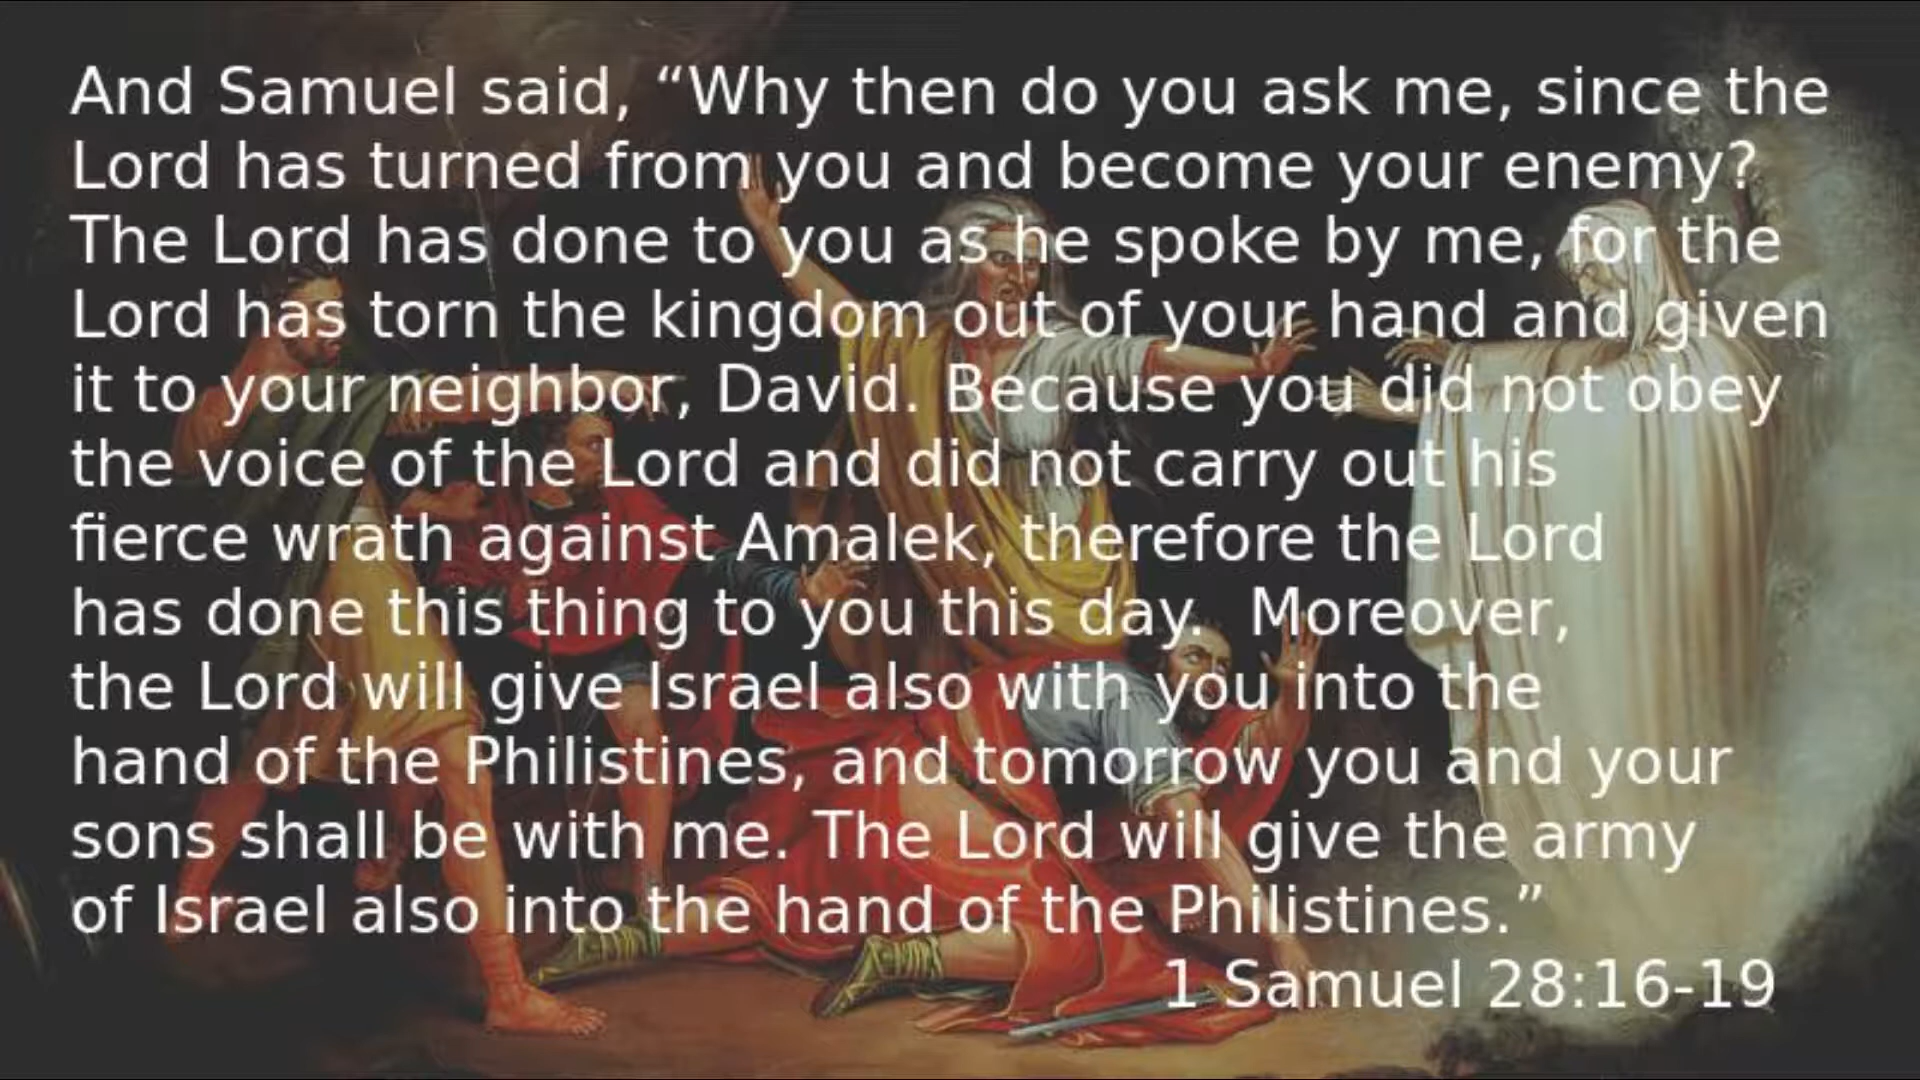 And Samuel said, “Why then do you ask me, since the
Lord has turned from you and become your enemy?
The Lord has done to you as he spoke by me, for the
Lord has torn the kingdom out of your hand and given
it to your neighbor, David. Because you did not obey
the voice of the Lord and did not carry out his
fierce wrath against Amalek, therefore the Lord
has done this thing to you this day.  Moreover,
the Lord will give Israel also with you into the
hand of the Philistines, and tomorrow you and your
sons shall be with me. The Lord will give the army
of Israel also into the hand of the Philistines.”
1 Samuel 28:16-19